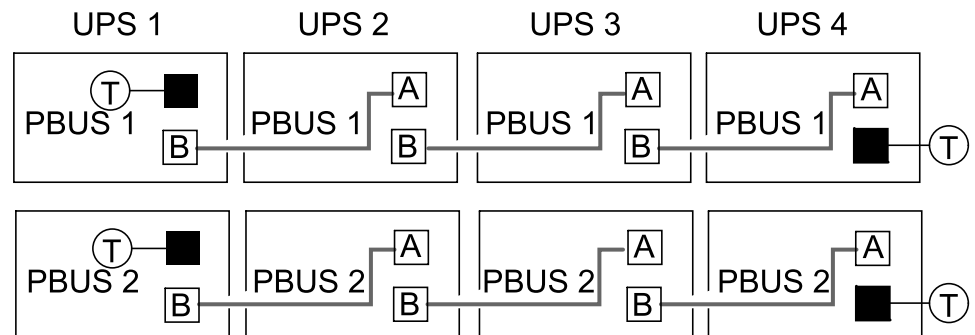 UPS 1 UPS 2 UPS 3 UPS 4
T A A A
PBUS 1 PBUS 1 PBUS 1 PBUS 1
B B B T
T A A A
PBUS 2 PBUS 2 PBUS 2 PBUS 2
B B B T